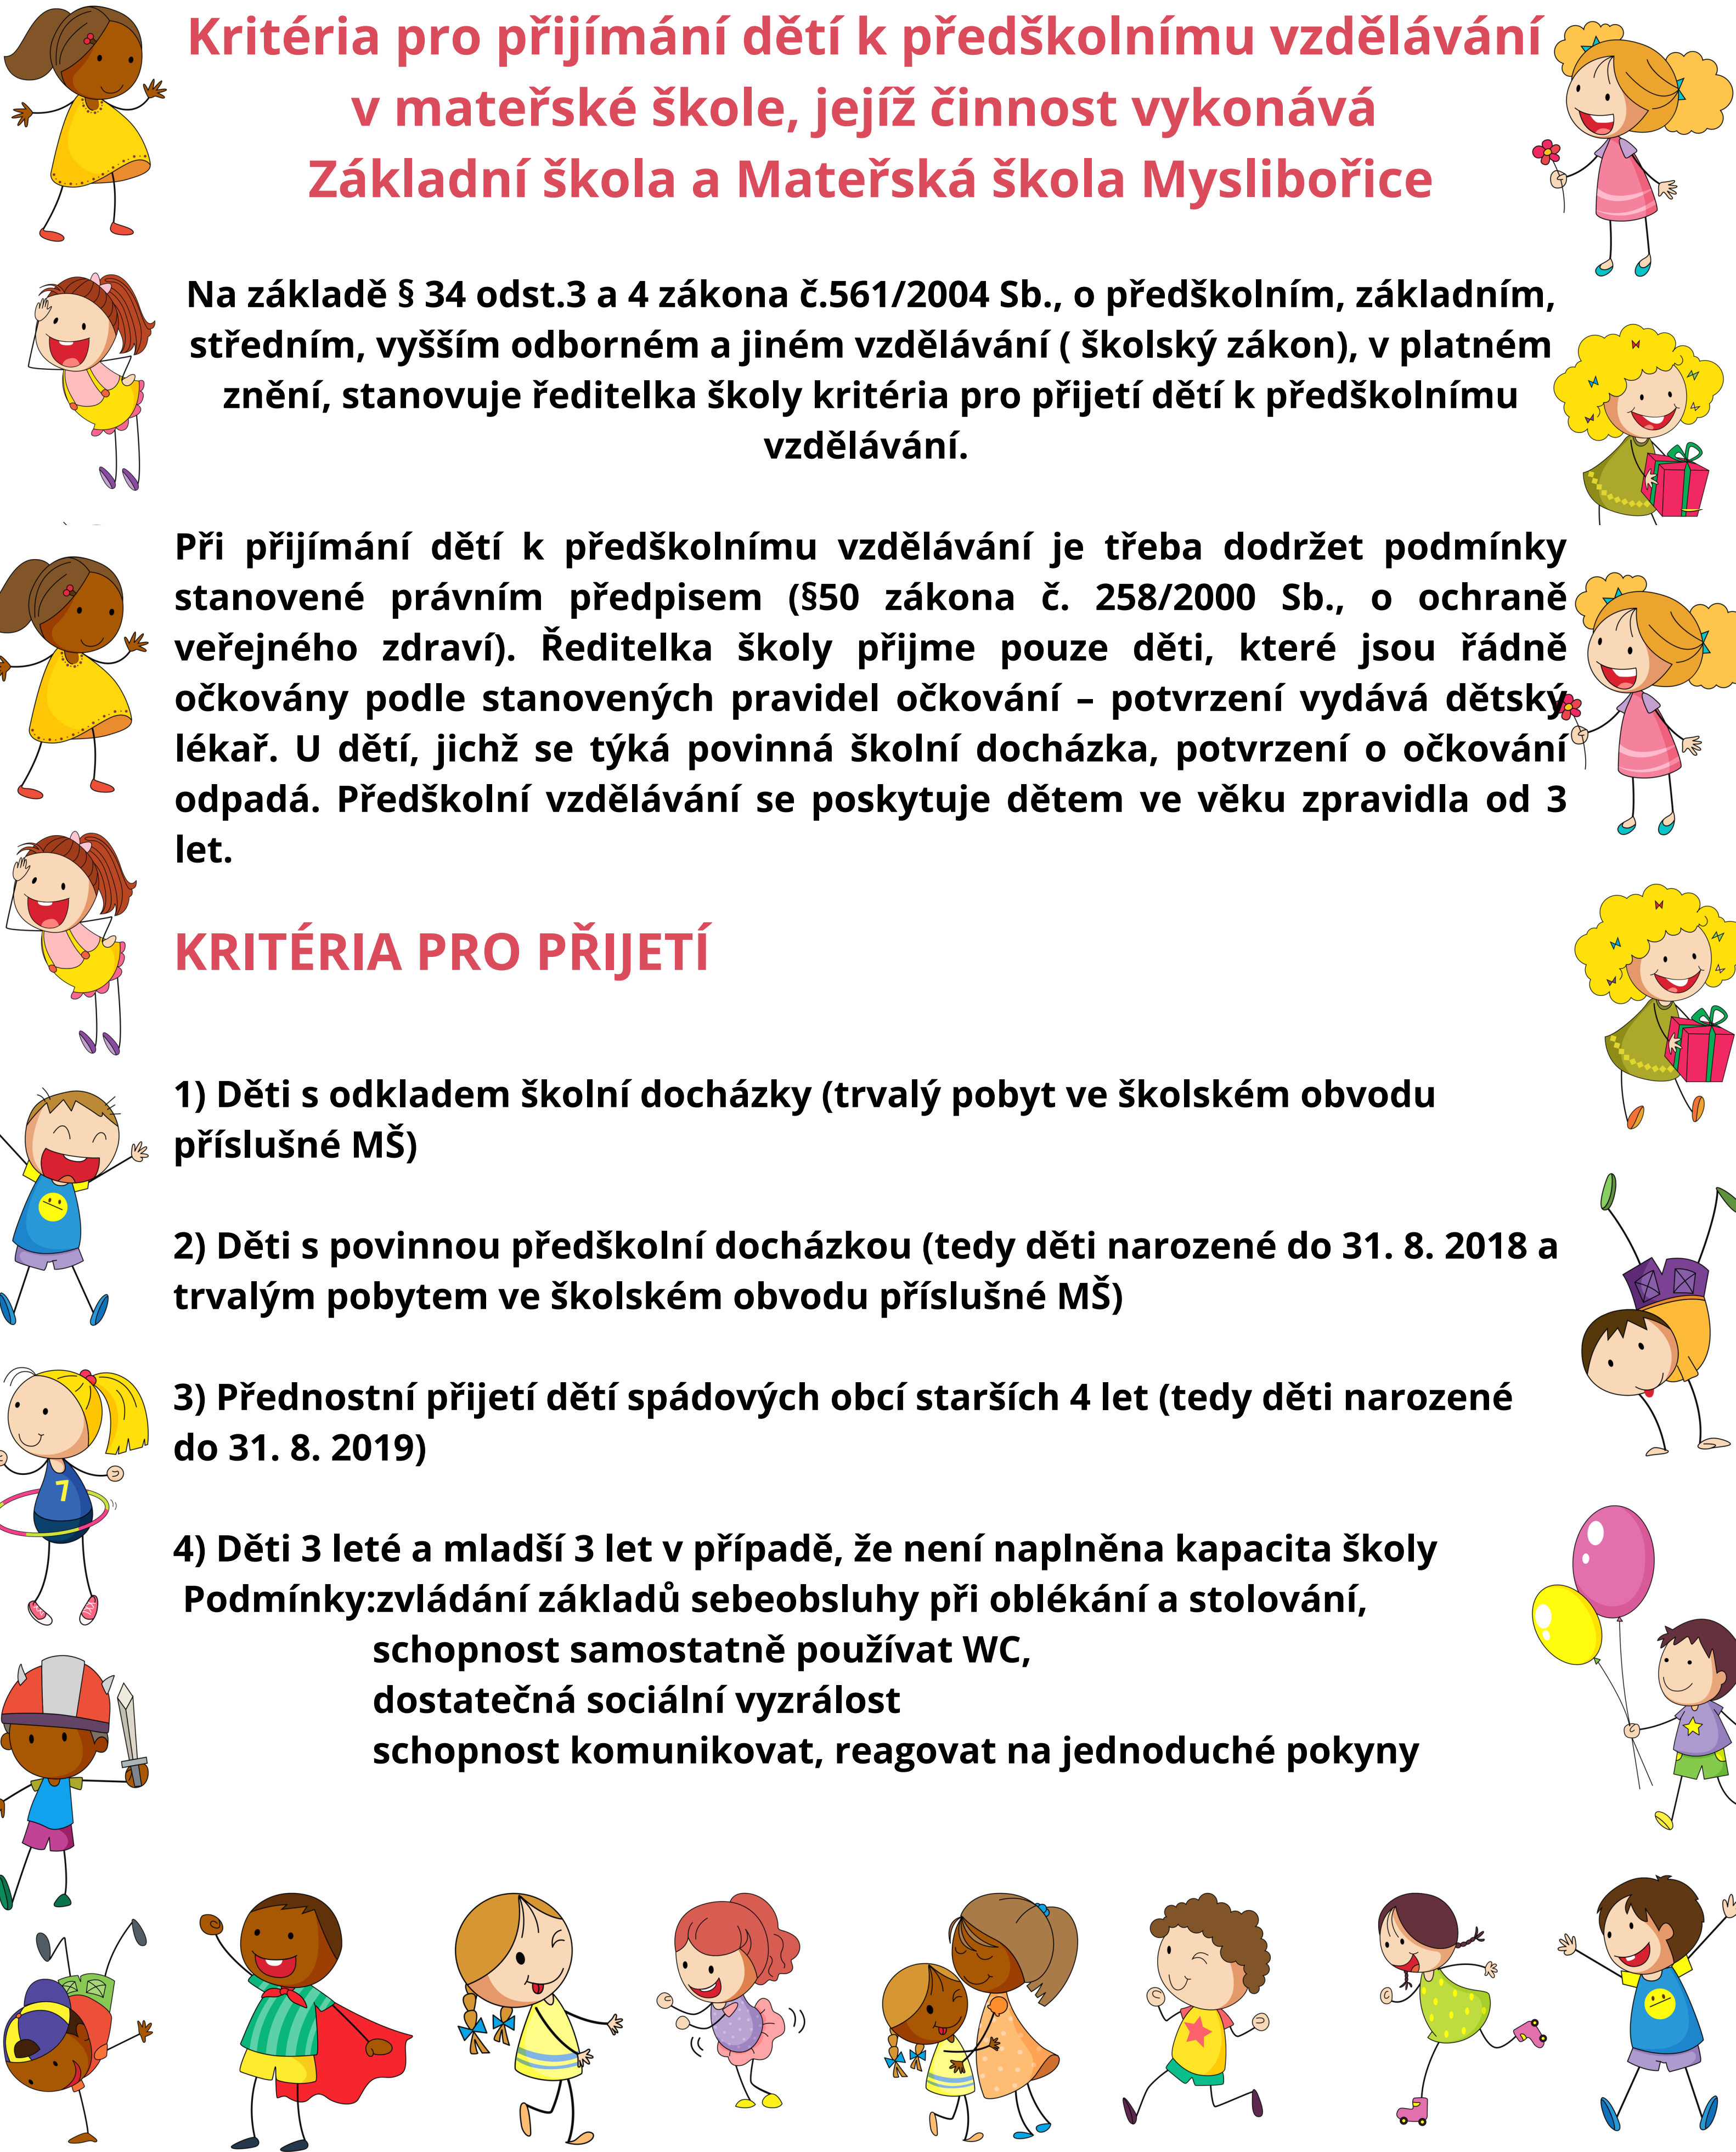 Kritéria pro přijímání dětí k předškolnímu vzdělávání
v mateřské škole, jejíž činnost vykonává
Základní škola a Mateřská škola Myslibořice
Na základě § 34 odst.3 a 4 zákona č.561/2004 Sb., o předškolním, základním,
středním, vyšším odborném a jiném vzdělávání ( školský zákon), v platném
znění, stanovuje ředitelka školy kritéria pro přijetí dětí k předškolnímu
vzdělávání.
Při přijímání dětí k předškolnímu vzdělávání je třeba dodržet podmínky
stanovené právním předpisem (§50 zákona č. 258/2000 Sb., o ochraně
veřejného zdraví). Ředitelka školy přijme pouze děti, které jsou řádně
očkovány podle stanovených pravidel očkování – potvrzení vydává dětský
lékař. U dětí, jichž se týká povinná školní docházka, potvrzení o očkování
odpadá. Předškolní vzdělávání se poskytuje dětem ve věku zpravidla od 3
let.
KRITÉRIA PRO PŘIJETÍ
1) Děti s odkladem školní docházky (trvalý pobyt ve školském obvodu
příslušné MŠ)
2) Děti s povinnou předškolní docházkou (tedy děti narozené do 31. 8. 2018 a
trvalým pobytem ve školském obvodu příslušné MŠ)
3) Přednostní přijetí dětí spádových obcí starších 4 let (tedy děti narozené
do 31. 8. 2019)
4) Děti 3 leté a mladší 3 let v případě, že není naplněna kapacita školy
Podmínky:zvládání základů sebeobsluhy při oblékání a stolování,
schopnost samostatně používat WC,
dostatečná sociální vyzrálost
schopnost komunikovat, reagovat na jednoduché pokyny
7